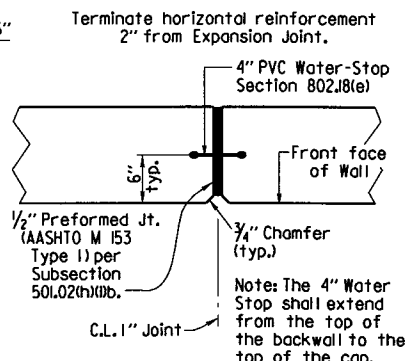 Terminate horizontal reinforcement
2" from Expansion Joint.
4" PVC Water-Stop
Section 802.18(e)
6"
typ.
Front face
of Wall
1/2" Preformed Jt.
(AASHTO M 153
Type I) per
Subsection
501.02(h)(1)b.
3/4" Chamfer
(typ.)
C.L. 1" Joint
Note: The 4" Water
Stop shall extend
from the top of
the backwall to the
top of the cap.